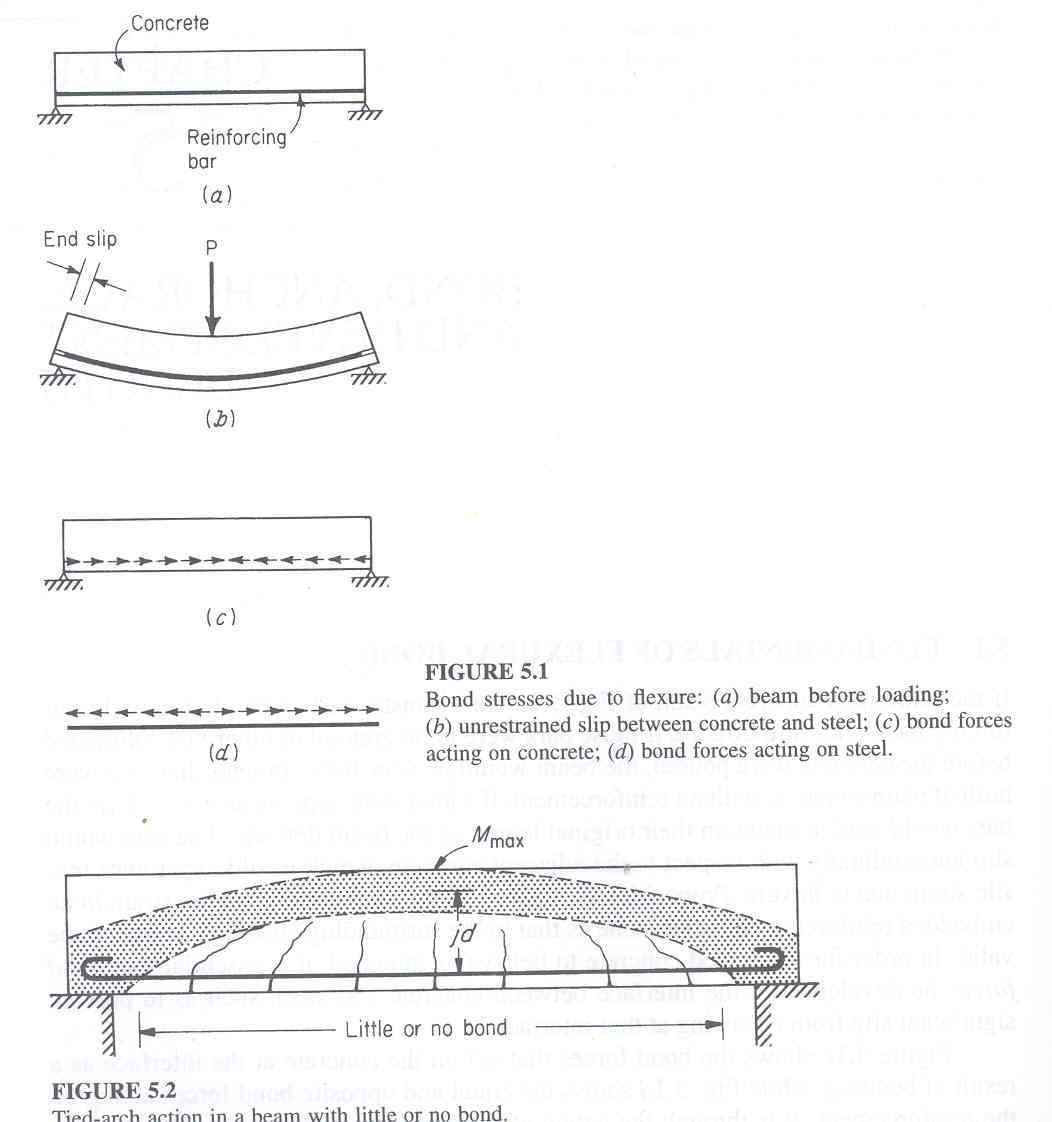 Concrete
Reinforcing
bar
(a)
End slip
P
(b)
(c)
(d)
FIGURE 5.1
Bond stresses due to flexure: (a) beam before loading;
(b) unrestrained slip between concrete and steel; (c) bond forces
acting on concrete; (d) bond forces acting on steel.
Mmax
jd
Little or no bond
FIGURE 5.2
Tied-arch action in a beam with little or no bond.